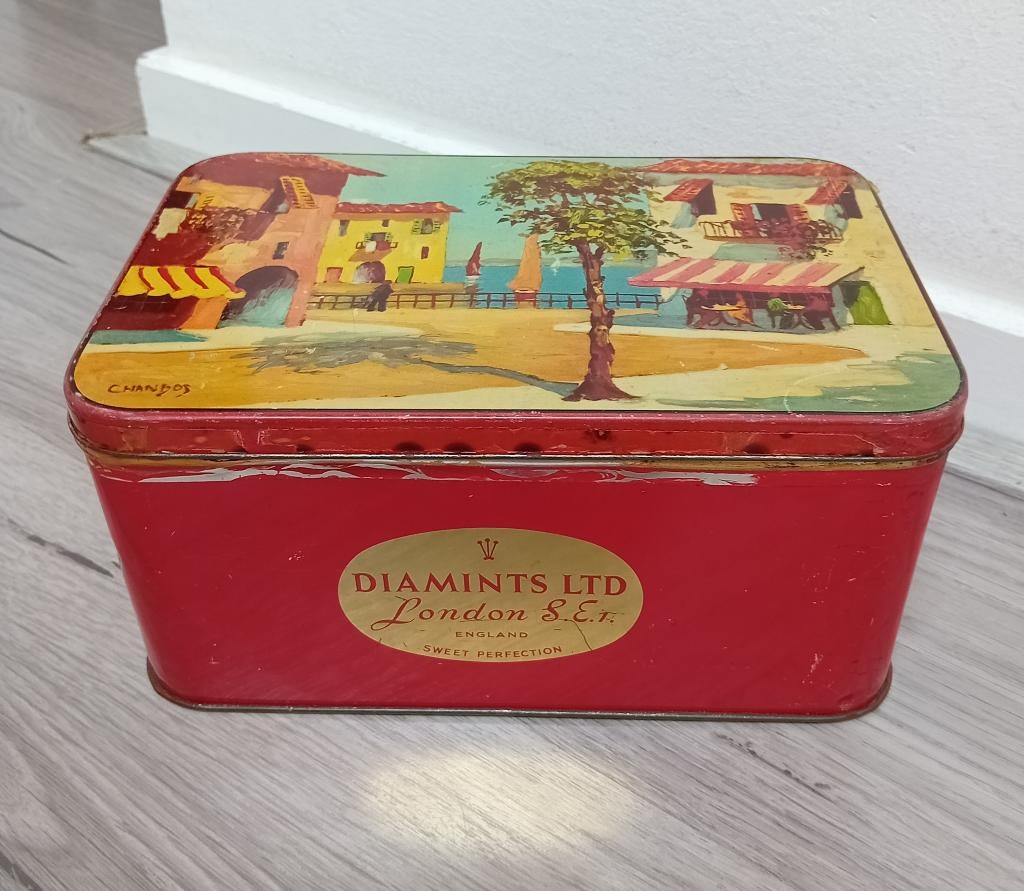 CHANDOS
DIAMINTS LTD
London S.E.1.
ENGLAND
SWEET PERFECTION